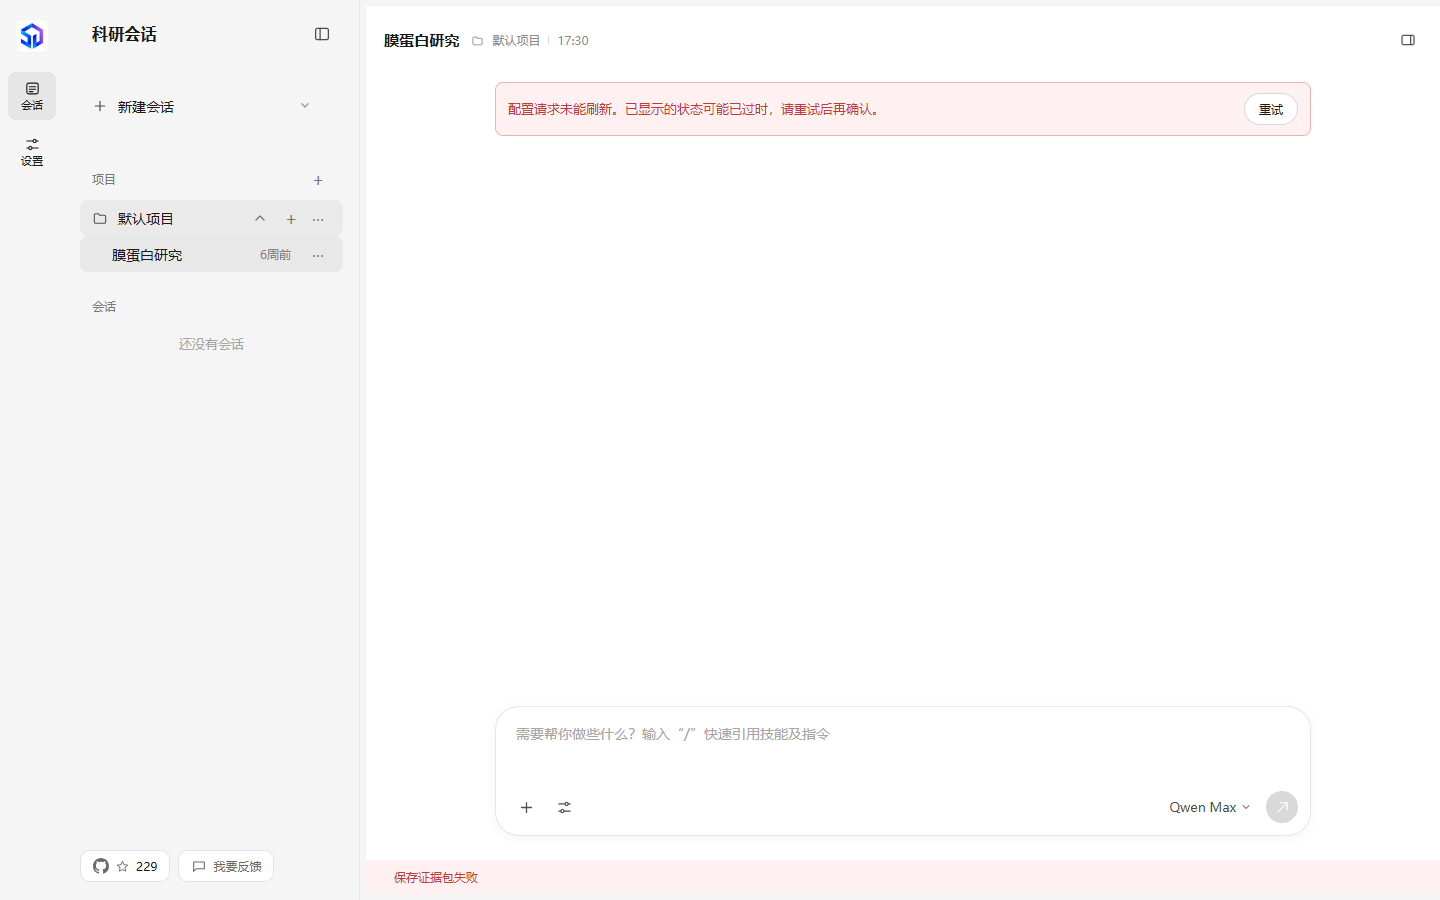 科研会话
会话
设置
新建会话
项目
默认项目
膜蛋白研究 6周前
会话
还没有会话
229 我要反馈
膜蛋白研究 默认项目 17:30
配置请求未能刷新。已显示的状态可能已过时，请重试后再确认。 重试
需要帮你做些什么？输入“/”快速引用技能及指令
Qwen Max
保存证据包失败